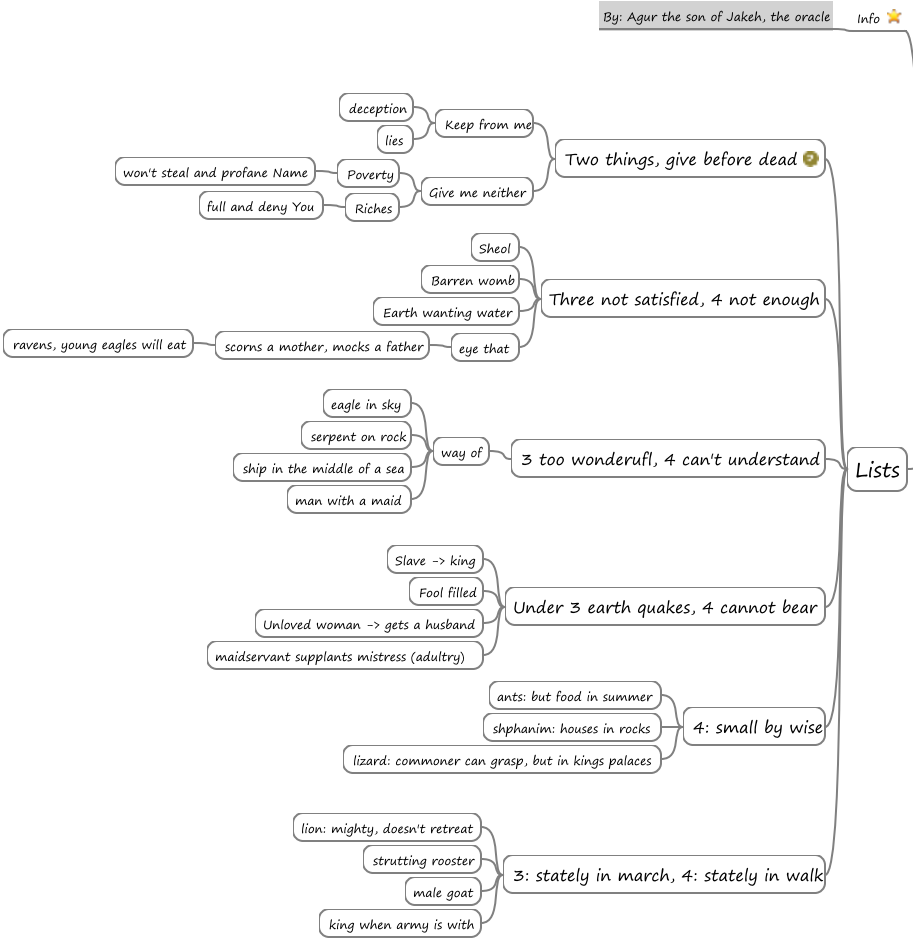 By: Agur the son of Jakeh, the oracle
Info
deception
Keep from me
lies
Two things, give before dead
won't steal and profane Name
Poverty
Give me neither
full and deny You
Riches
Sheol
Barren womb
Three not satisfied, 4 not enough
Earth wanting water
ravens, young eagles will eat
scorns a mother, mocks a father
eye that
eagle in sky
serpent on rock
way of
3 too wonderufl, 4 can't understand
ship in the middle of a sea
man with a maid
Lists
Slave -> king
Fool filled
Under 3 earth quakes, 4 cannot bear
Unloved woman -> gets a husband
maidservant supplants mistress (adultry)
ants: but food in summer
shphanim: houses in rocks
4: small by wise
lizard: commoner can grasp, but in kings palaces
lion: mighty, doesn't retreat
strutting rooster
3: stately in march, 4: stately in walk
male goat
king when army is with